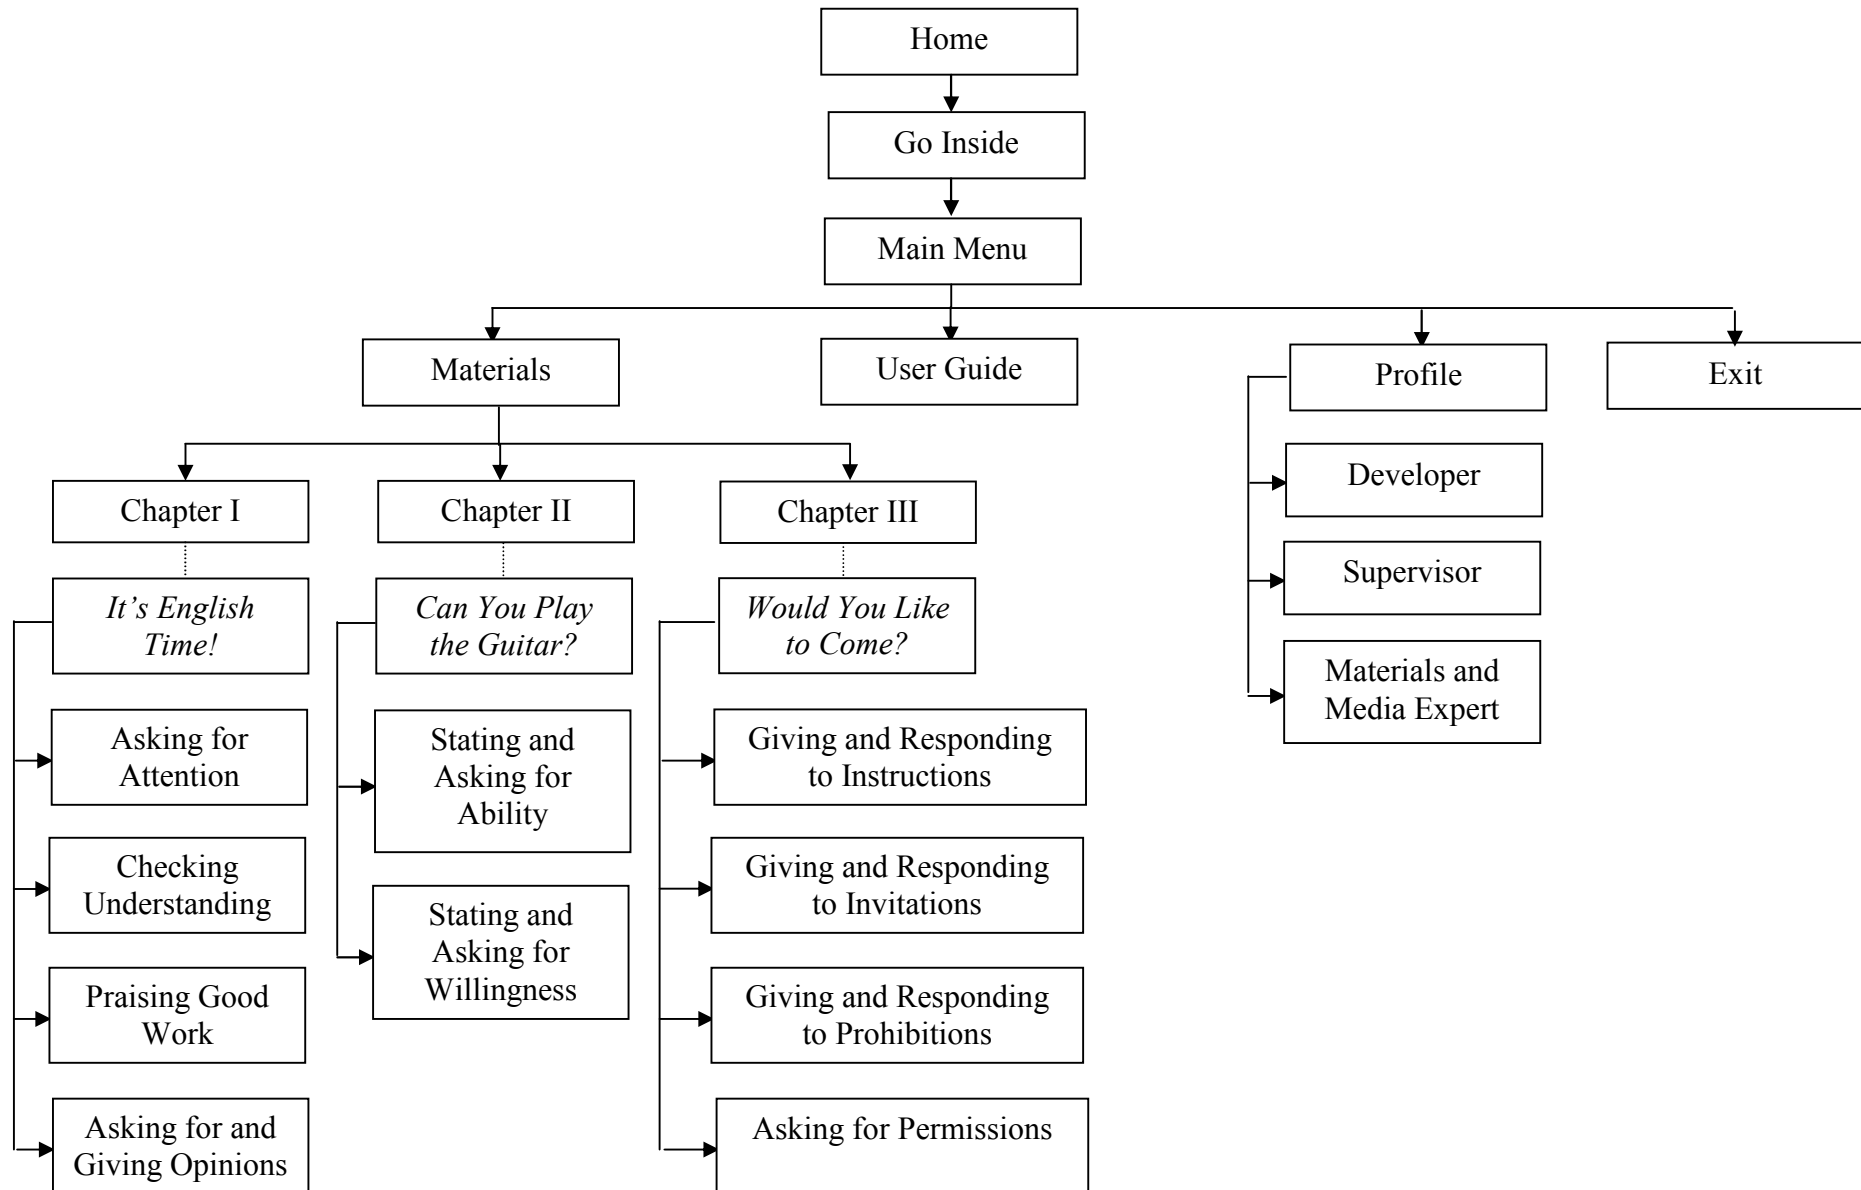 Home
Go Inside
Main Menu
Materials
User Guide
Profile
Exit
Developer
Supervisor
Materials and
Media Expert
Chapter I
It’s English
Time!
Asking for
Attention
Checking
Understanding
Praising Good
Work
Asking for and
Giving Opinions
Chapter II
Can You Play
the Guitar?
Stating and
Asking for
Ability
Stating and
Asking for
Willingness
Chapter III
Would You Like
to Come?
Giving and Responding
to Instructions
Giving and Responding
to Invitations
Giving and Responding
to Prohibitions
Asking for Permissions